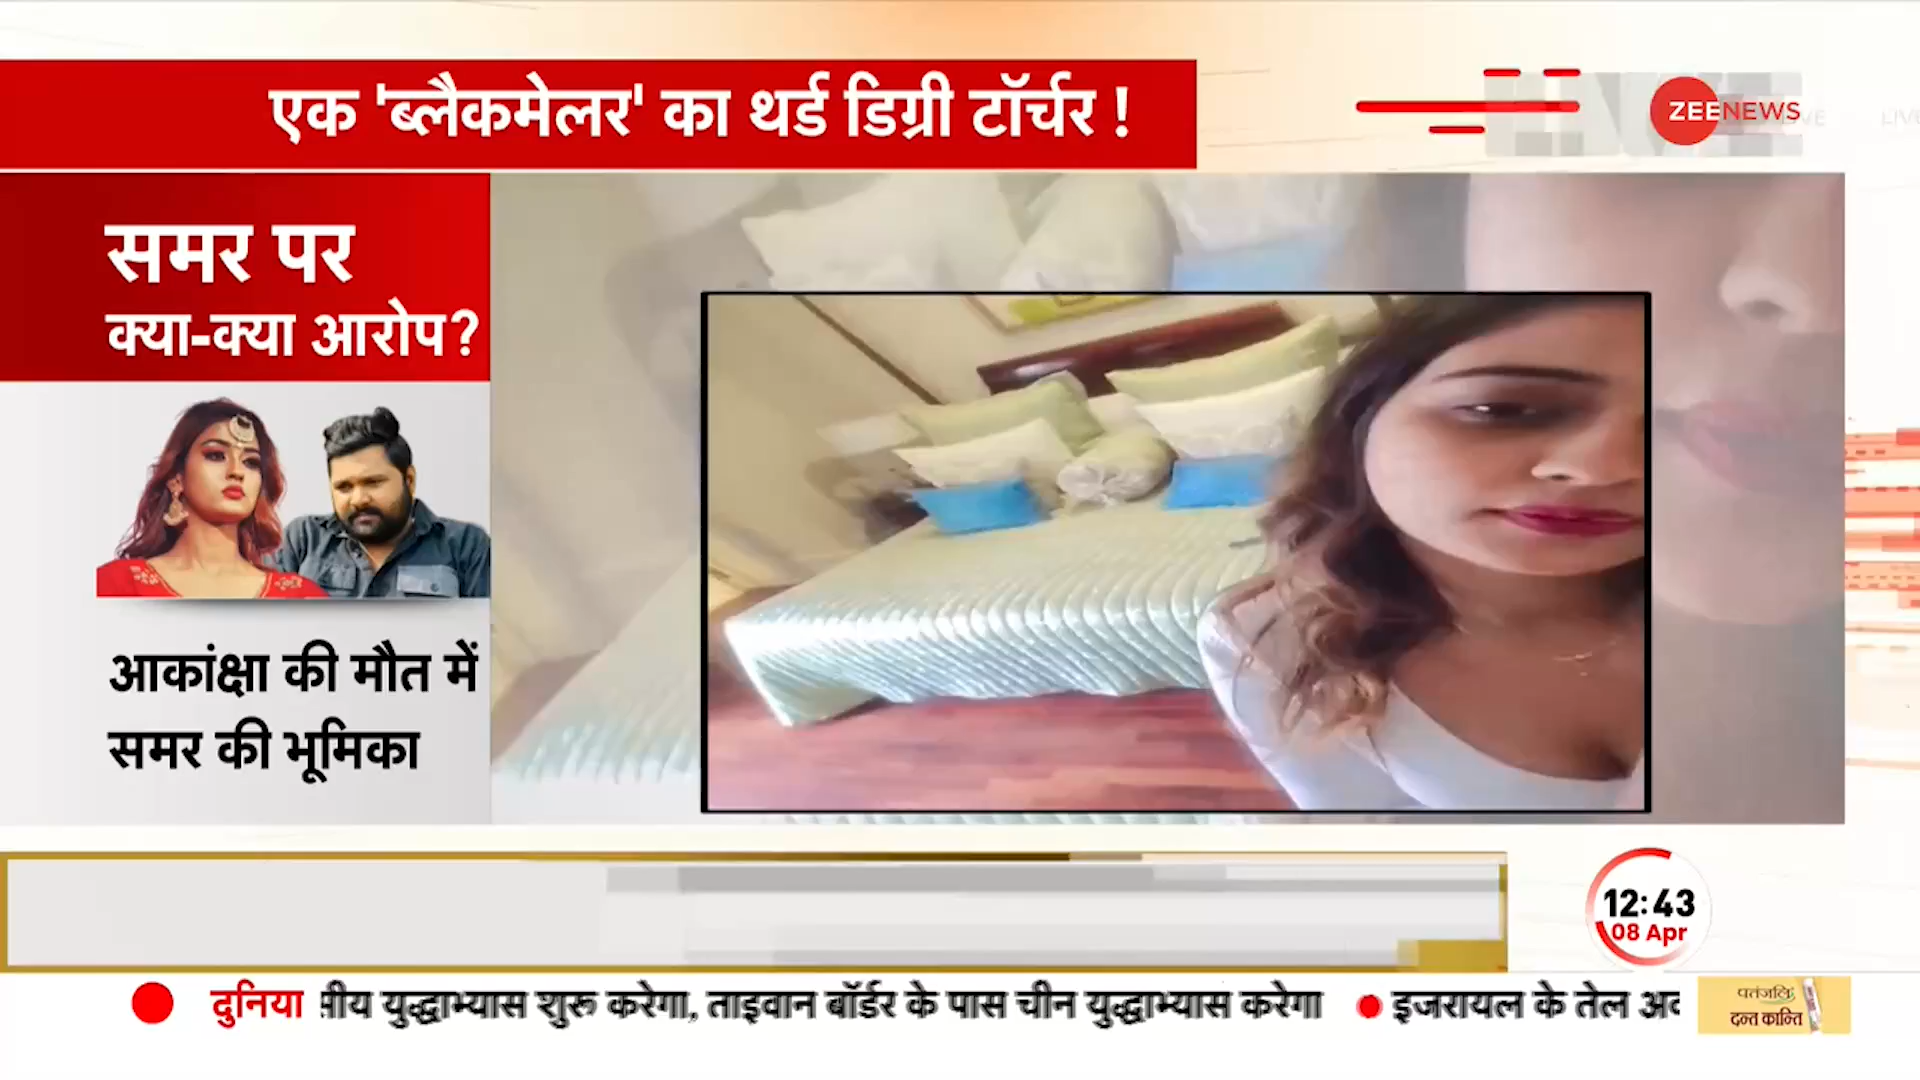 एक 'ब्लैकमेलर' का थर्ड डिग्री टॉर्चर !
ZEENEWS
LIVE
समर पर
क्या-क्या आरोप?
आकांक्षा की मौत में
समर की भूमिका
12:43
08 Apr
दुनिया
युद्धाभ्यास शुरू करेगा, ताइवान बॉर्डर के पास चीन युद्धाभ्यास करेगा
इजरायल के तेल
पतंजलि
दन्त कान्ति